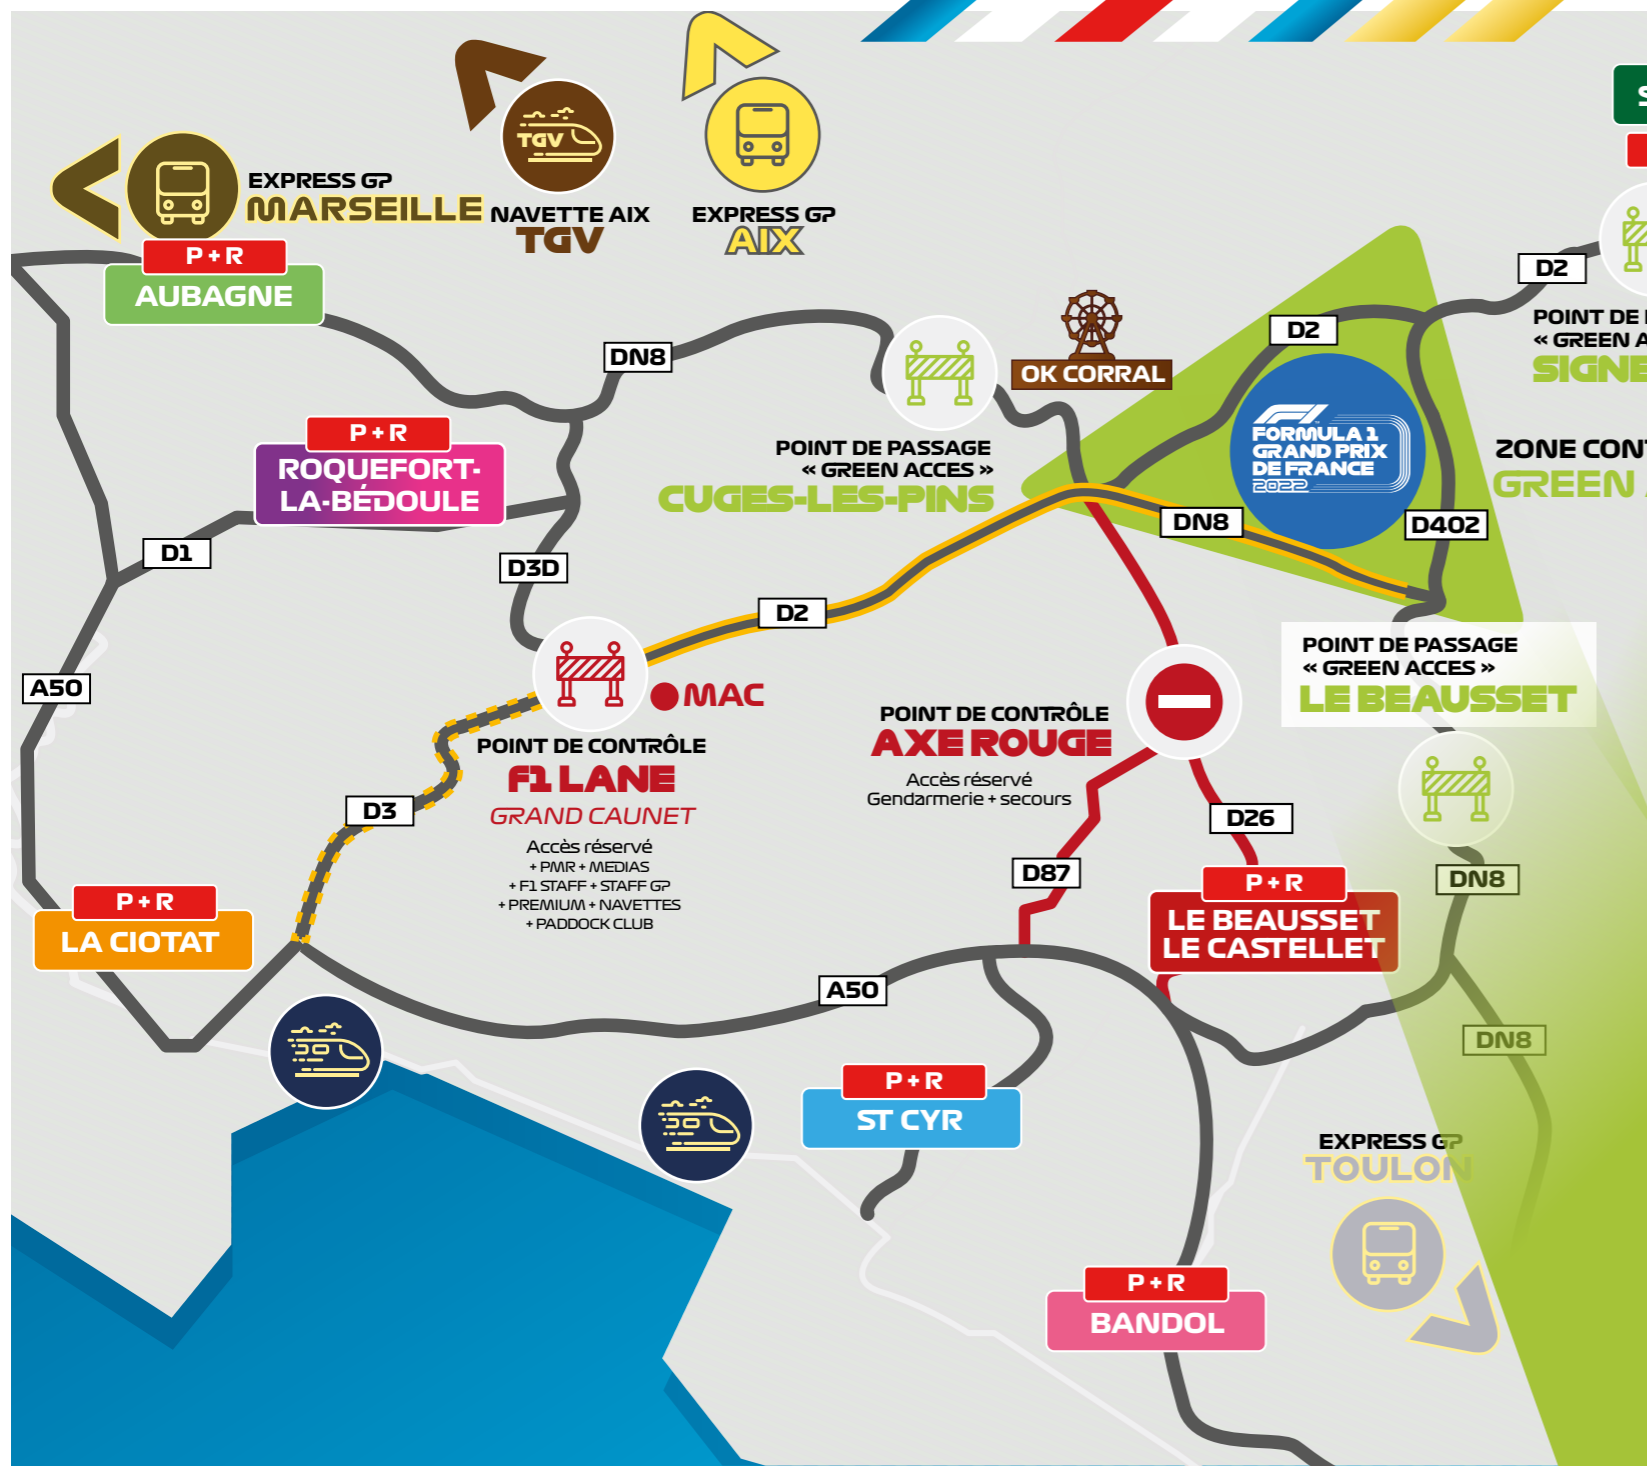 EXPRESS GP
MARSEILLE
TGV
NAVETTE AIX
TGV
EXPRESS GP
AIX
P+R
AUBAGNE
DN8
OK CORRAL
D2
D2
FORMULA 1
GRAND PRIX
DE FRANCE
2022
POINT DE
« GREEN
P+R
ROQUEFORT-
LA-BÉDOULE
POINT DE PASSAGE
« GREEN ACCES »
CUGES-LES-PINS
ZONE
GREEN
D1
D3D
DN8
D402
D2
A50
MAC
POINT DE CONTRÔLE
F1 LANE
GRAND CAUNET
Accès réservé
+ PMR + MEDIAS
+ F1 STAFF + STAFF GP
+ PREMIUM + NAVETTES
+ PADDOCK CLUB
POINT DE CONTRÔLE
AXE ROUGE
Accès réservé
Gendarmerie + secours
POINT DE PASSAGE
« GREEN ACCES »
LE BEAUSSET
D3
D26
D87
DN8
P+R
LA CIOTAT
P+R
LE BEAUSSET
LE CASTELLET
A50
DN8
P+R
ST CYR
EXPRESS GP
TOULON
P+R
BANDOL